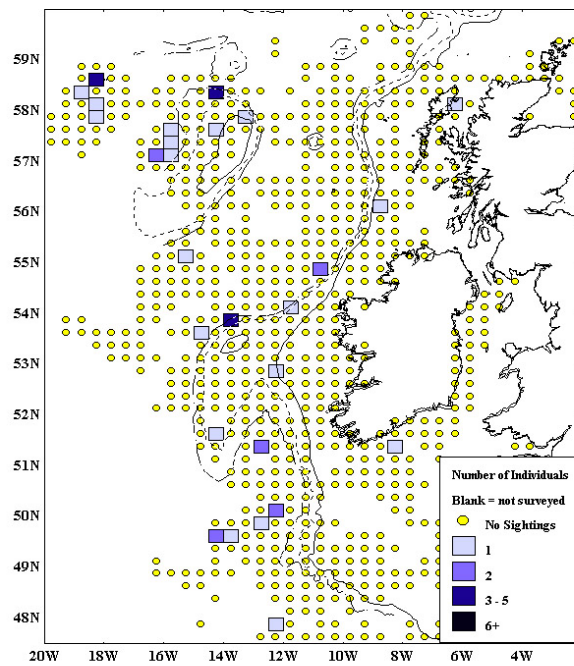 59N
58N
57N
56N
55N
54N
53N
52N
51N
50N
49N
48N
20W 18W 16W 14W 12W 10W 8W 6W 4W
Number of Individuals
Blank = not surveyed
No Sightings
1
2
3 - 5
6+